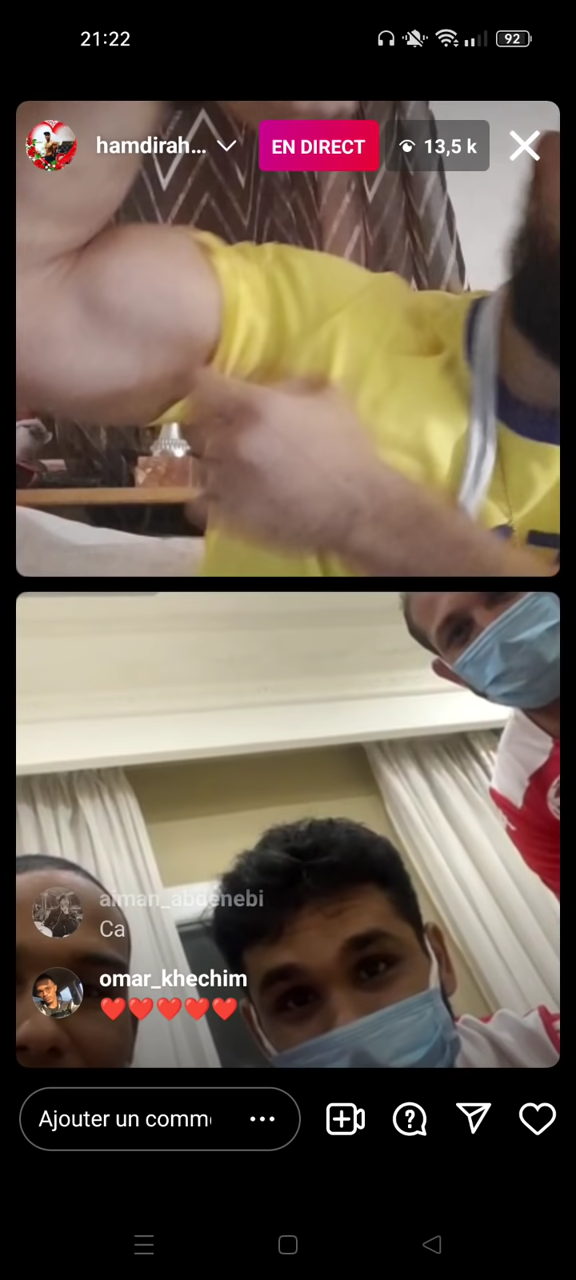 21:22
92
hamdirah...
EN DIRECT
13,5 k
aiman_abdenebi
Ca
omar_khechim
❤️❤️❤️❤️❤️
Ajouter un comm